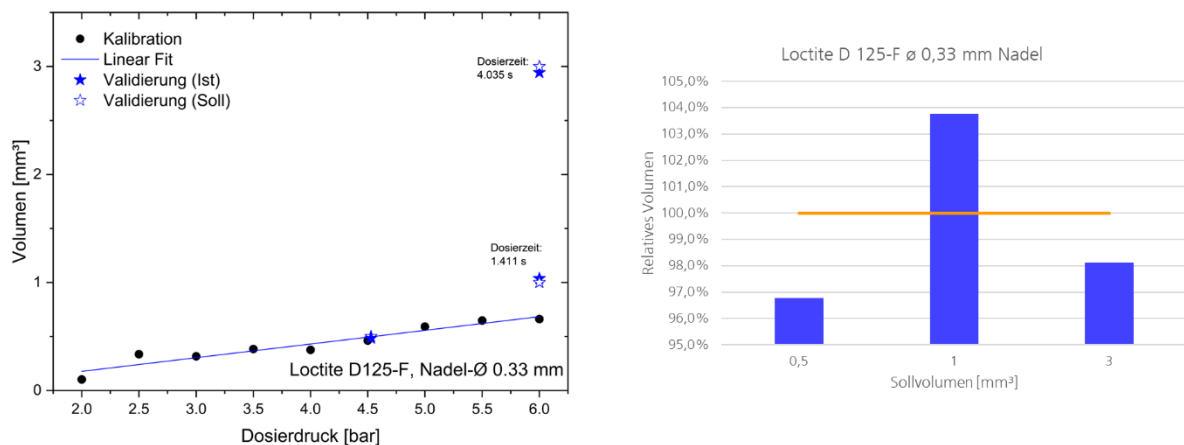 Kalibration
Linear Fit
Validierung (Ist)
Validierung (Soll)
Dosierzeit:
4.035 s
Dosierzeit:
1.411 s
Loctite D125-F, Nadel-Ø 0.33 mm
Volumen [mm³]
3
2
1
0
2.0 2.5 3.0 3.5 4.0 4.5 5.0 5.5 6.0
Dosierdruck [bar]
Loctite D 125-F ø 0,33 mm Nadel
Relatives Volumen
105,0%
104,0%
103,0%
102,0%
101,0%
100,0%
99,0%
98,0%
97,0%
96,0%
95,0%
0,5 1 3
Sollvolumen [mm³]